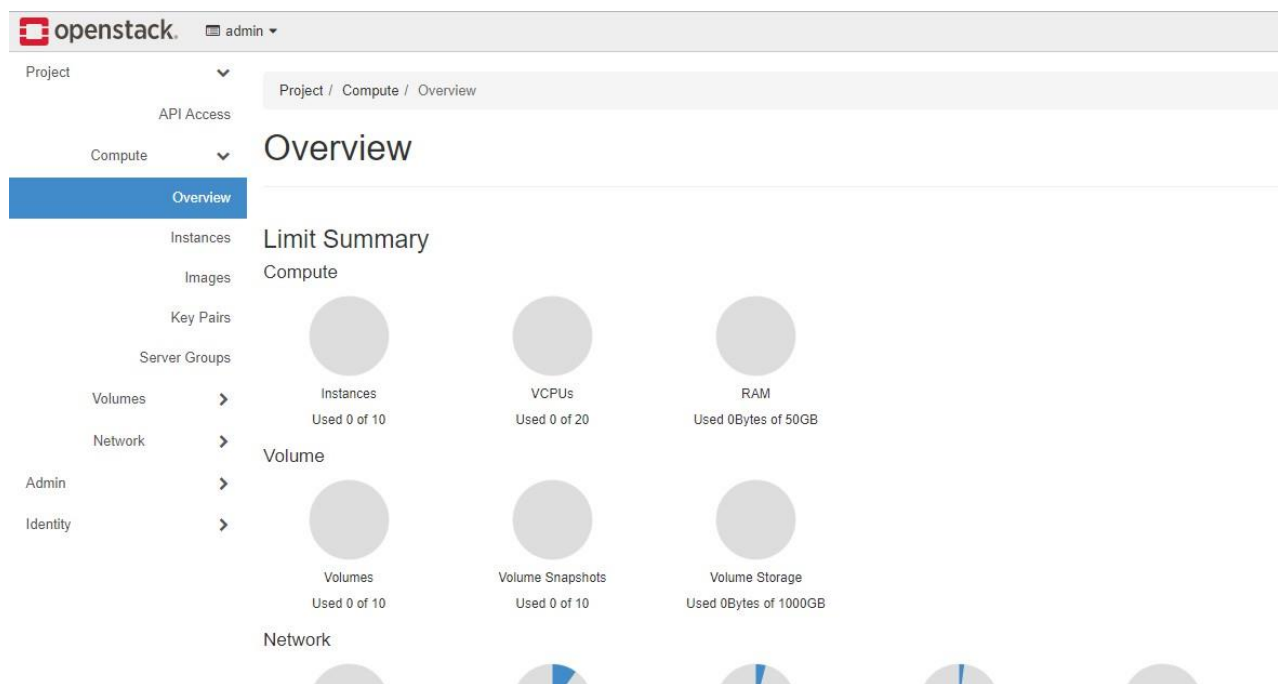 openstack. admin
Project
API Access
Compute
Overview
Instances
Images
Key Pairs
Server Groups
Volumes
Network
Admin
Identity
Project / Compute / Overview
Overview
Limit Summary
Compute
Instances VCPUs RAM
Used 0 of 10 Used 0 of 20 Used 0Bytes of 50GB
Volume
Volumes Volume Snapshots Volume Storage
Used 0 of 10 Used 0 of 10 Used 0Bytes of 1000GB
Network